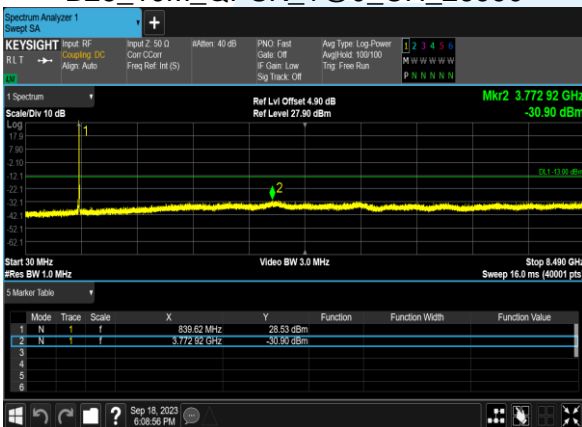 Spectrum Analyzer 1
Swept SA
+
KEYSIGHT Input: RF Input Z: 50 Ω #Atten: 40 dB PNO: Fast Avg Type: Log-Power 1 2 3 4 5 6
RLT Coupling: DC Corr CCorr Gate: Off Avg|Hold: 100/100 M W W W W W
Align: Auto Freq Ref: Int (S) IF Gain: Low Trig: Free Run P N N N N N
Sig Track: Off
LW
1 Spectrum Ref Lvl Offset 4.90 dB Mkr2 3.772 92 GHz
Scale/Div 10 dB Ref Level 27.90 dBm -30.90 dBm
Log
17.9
7.90
-2.10
-12.1
-22.1
-32.1
-42.1
-52.1
-62.1
1
2
DL1 -13.00 dBm
Start 30 MHz Video BW 3.0 MHz Stop 8.490 GHz
#Res BW 1.0 MHz Sweep 16.0 ms (40001 pts
5 Marker Table
Mode Trace Scale X Y Function Function Width Function Value
1 N 1 f 839.62 MHz 28.53 dBm
2 N 1 f 3.772 92 GHz -30.90 dBm
3
4
5
6
? Sep 18, 2023
6:08:56 PM